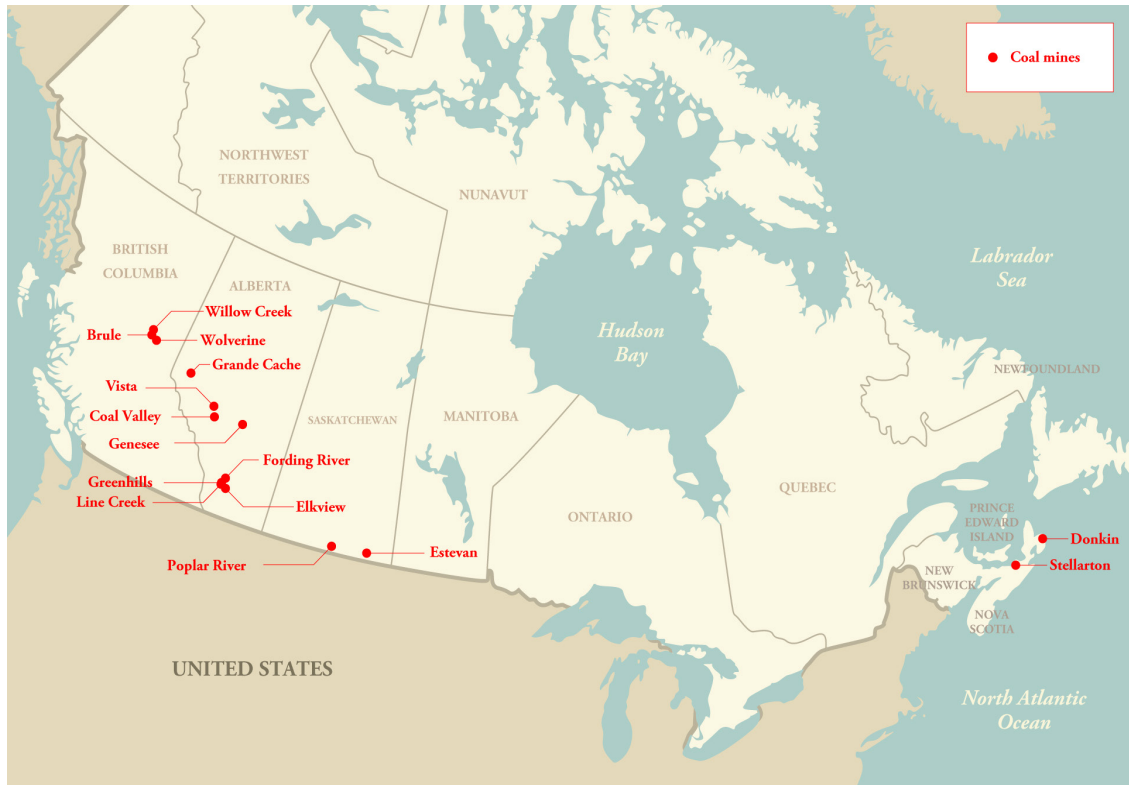 Coal mines
NORTHWEST
TERRITORIES
NUNAVUT
BRITISH
COLUMBIA
Labrador
Sea
ALBERTA
Willow Creek
Brule
Wolverine
Hudson
Bay
Grande Cache
NEWFOUNDLAND
Vista
Coal Valley
SASKATCHEWAN
MANITOBA
Genesee
Fording River
Greenhills
Line Creek
Elkview
QUEBEC
ONTARIO
PRINCE
EDWARD
ISLAND
Donkin
Estevan
Poplar River
Stellarton
NEW
BRUNSWICK
NOVA
SCOTIA
UNITED STATES
North Atlantic
Ocean